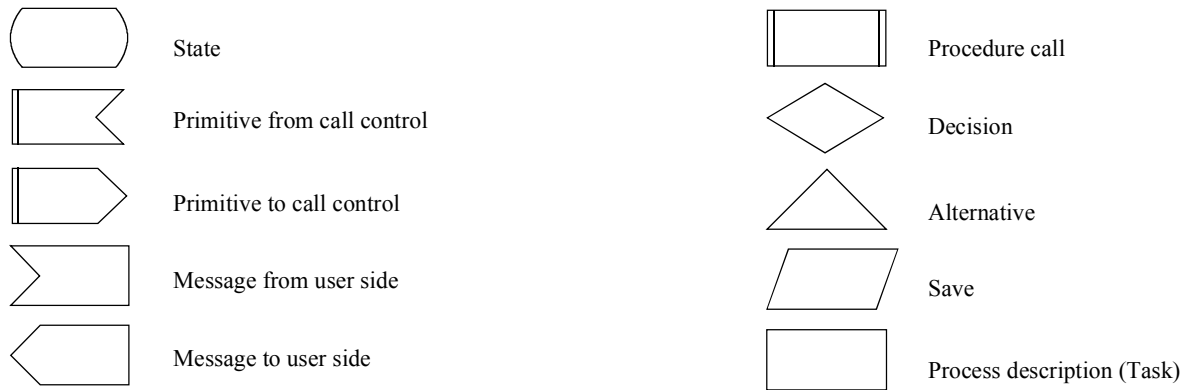 State
Primitive from call control
Primitive to call control
Message from user side
Message to user side
Procedure call
Decision
Alternative
Save
Process description (Task)